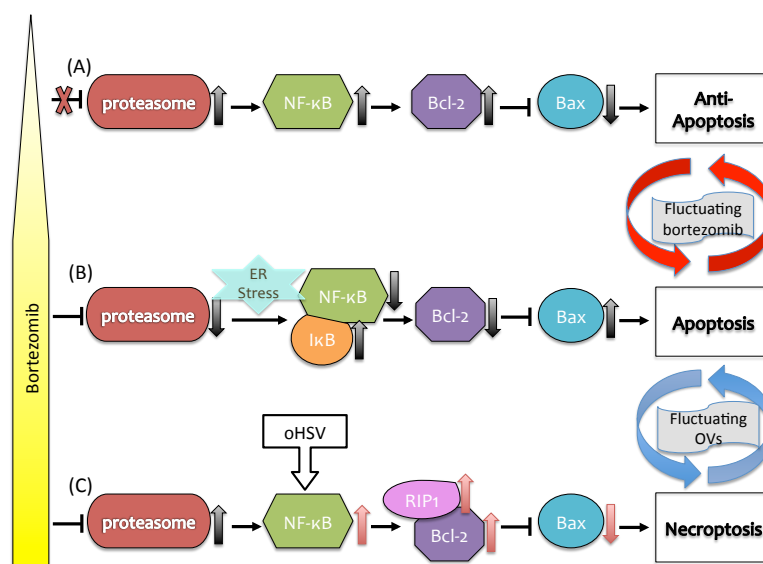 (A)
proteasome
NF-κB
Bcl-2
Bax
Anti-
Apoptosis
Fluctuating
bortezomib
Bortezomib
(B)
ER
Stress
proteasome
NF-κB
IκB
Bcl-2
Bax
Apoptosis
Fluctuating
OVs
oHSV
(C)
proteasome
NF-κB
RIP1
Bcl-2
Bax
Necroptosis